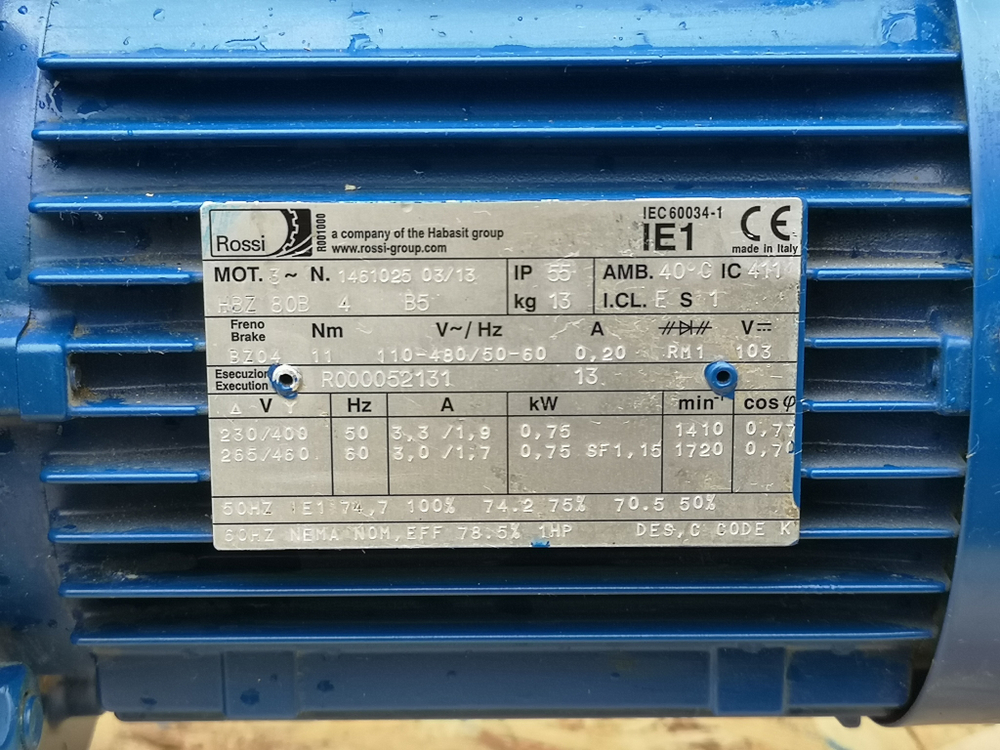 Rossi
R001000
a company of the Habasit group
www.rossi-group.com
IEC 60034-1
IE1
CE
made in Italy
MOT. 3~ N. 1461025 03/13 IP 55 AMB. 40°C IC 411
HBZ 80B 4 B5 kg 13 I.CL. F S 1
Freno
Brake Nm V~/Hz A V⎓
BZ04 11 110-480/50-60 0,20 RM1 103
Esecuzione
Execution R000052131 13
△ V Y Hz A kW min⁻¹ cosφ
230/400 50 3,3 /1,9 0,75 1410 0,77
265/460 60 3,0 /1,7 0,75 SF1,15 1720 0,70
50HZ IE1 74,7 100% 74.2 75% 70.5 50%
60HZ NEMA NOM,EFF 78.5% 1HP DES,C CODE K